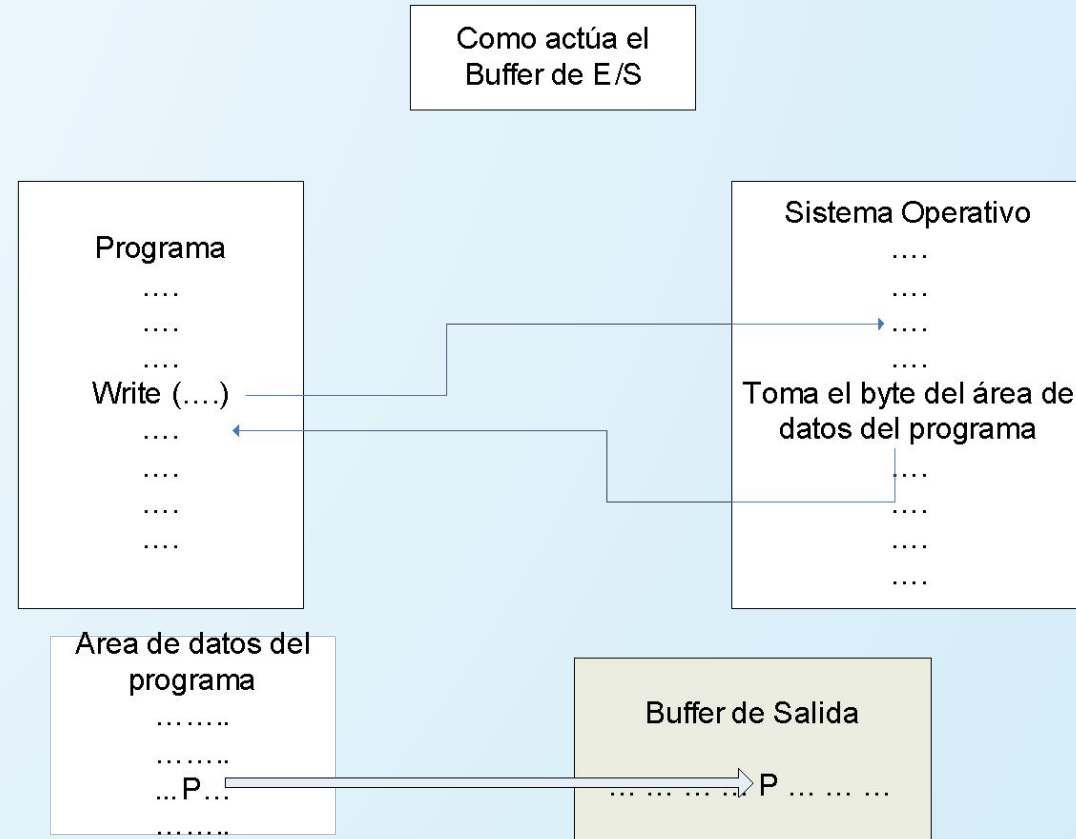 Como actúa el
Buffer de E/S
Programa
....
....
....
Write (....)
....
....
....
....
Sistema Operativo
....
....
....
....
Toma el byte del área de
datos del programa
....
....
....
....
Area de datos del
programa
........
........
...P...
........
Buffer de Salida
... ... ... ... P ... ... ...